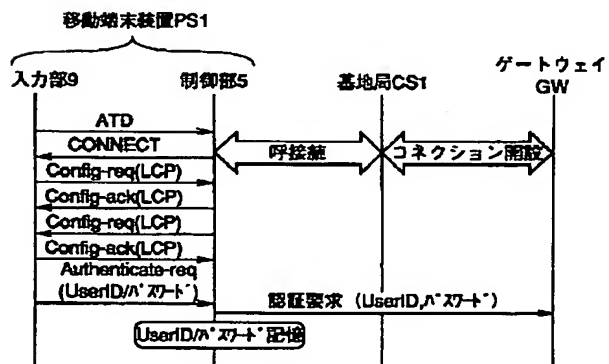 移動端末装置PS1
入力部9
制御部5
基地局CS1
ゲートウェイ
GW
ATD
CONNECT
呼接続
コネクション開設
Config-req(LCP)
Config-ack(LCP)
Config-req(LCP)
Config-ack(LCP)
Authenticate-req
(UserID/パスワード)
認証要求 (UserID,パスワード)
UserID/パスワード記憶